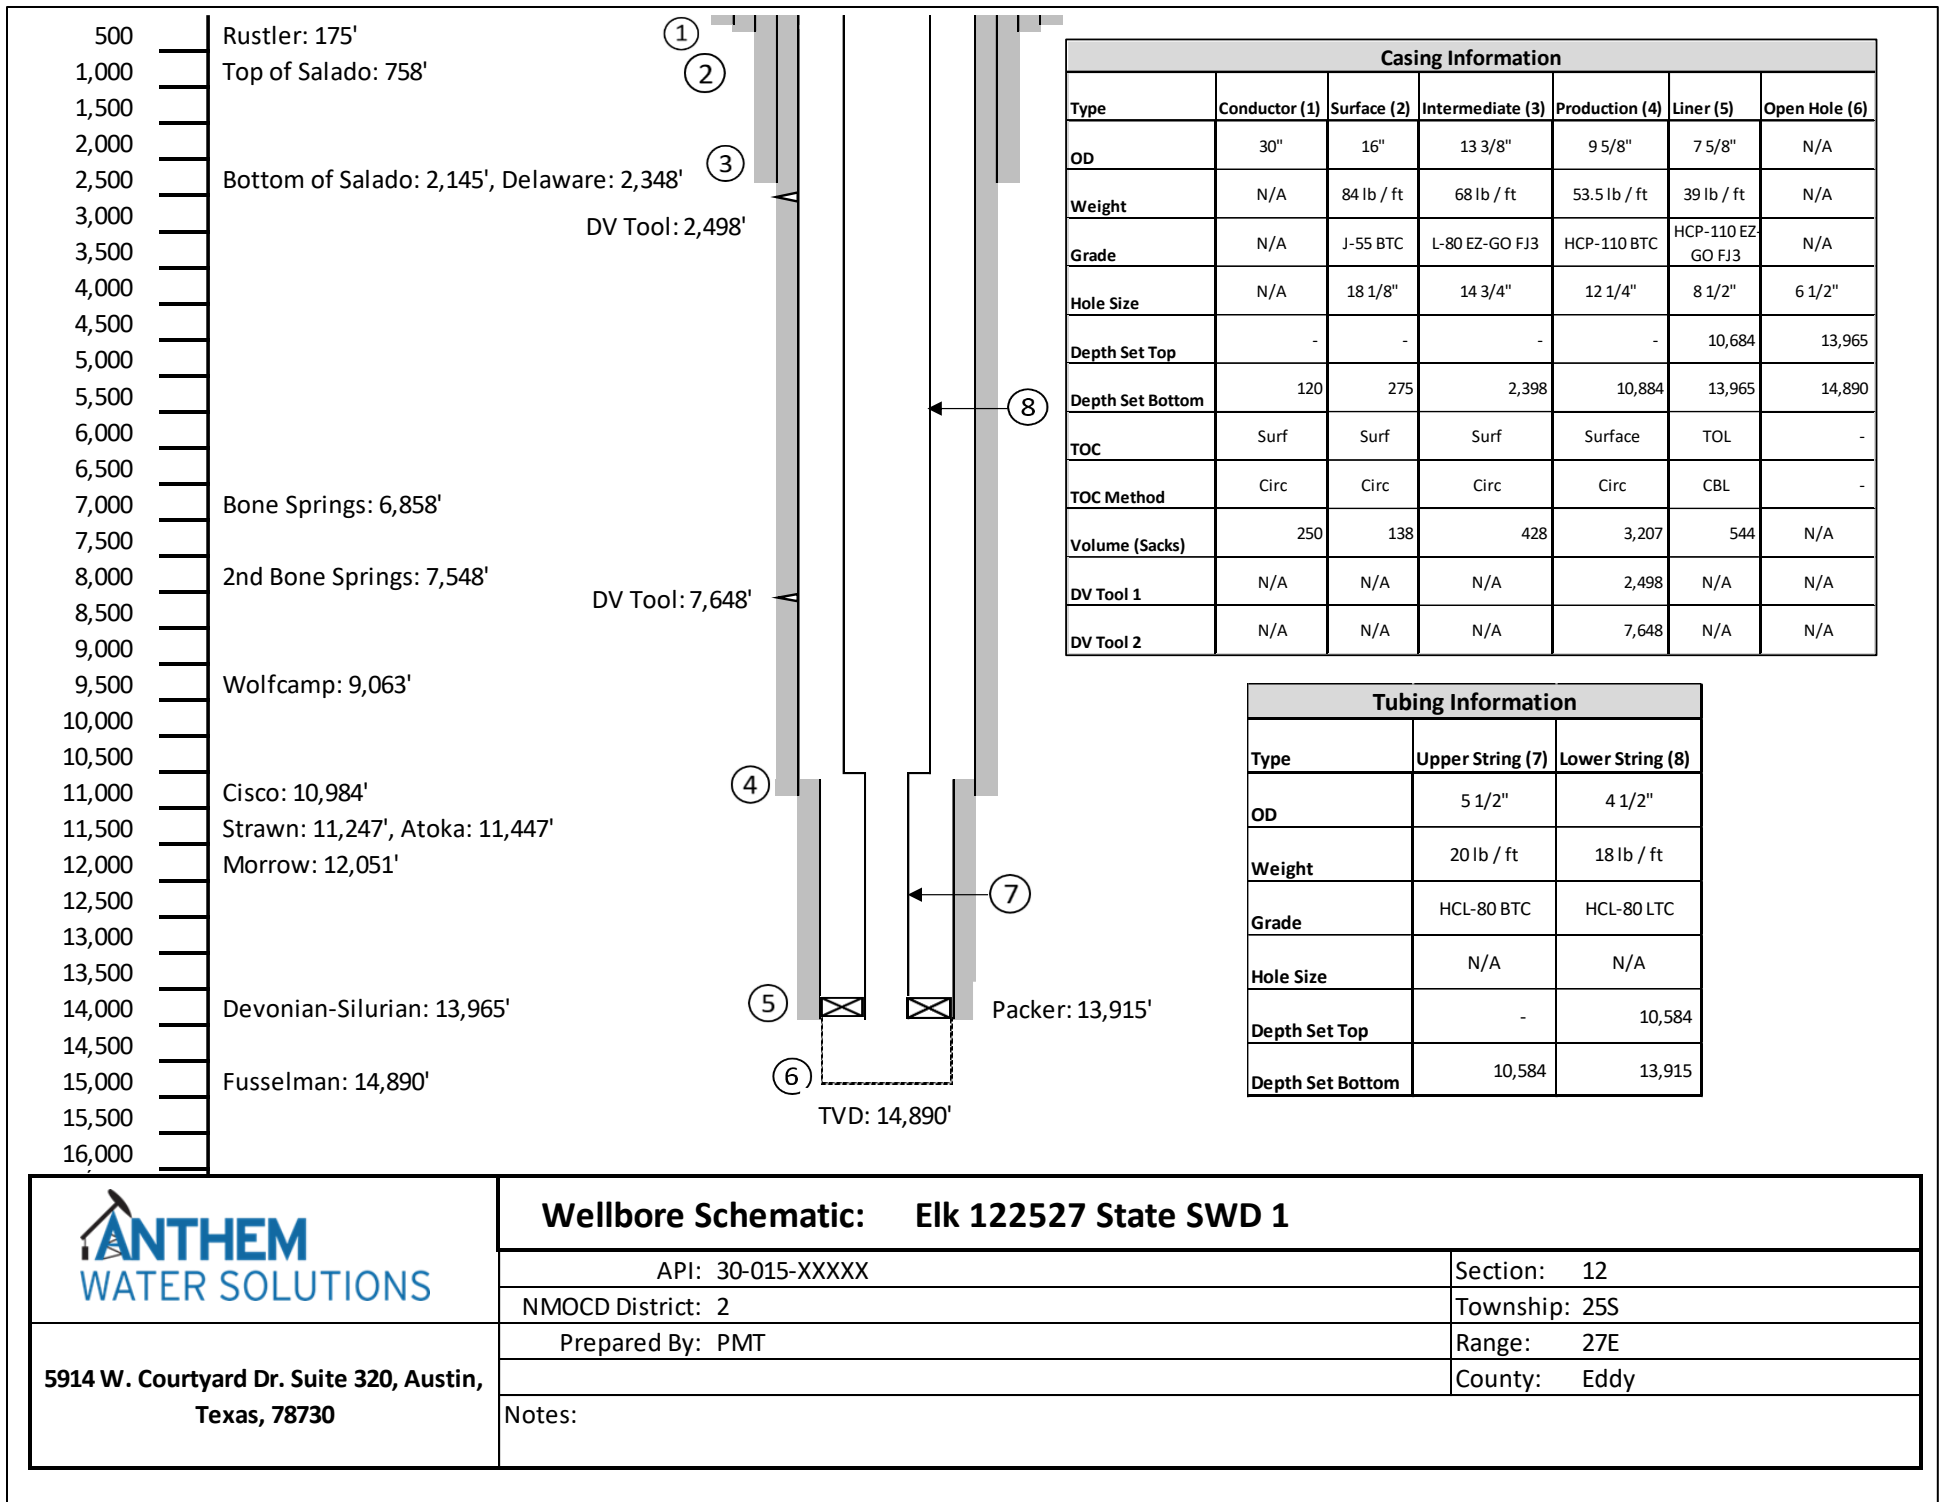 500 Rustler: 175' 1
1,000 Top of Salado: 758' 2
1,500
2,000
2,500 Bottom of Salado: 2,145', Delaware: 2,348' 3
3,000 DV Tool: 2,498'
3,500
4,000
4,500
5,000
5,500 8
6,000
6,500
7,000 Bone Springs: 6,858'
7,500
8,000 2nd Bone Springs: 7,548'
DV Tool: 7,648'
8,500
9,000
9,500 Wolfcamp: 9,063'
10,000
10,500
11,000 Cisco: 10,984' 4
11,500 Strawn: 11,247', Atoka: 11,447'
12,000 Morrow: 12,051'
12,500 7
13,000
13,500
14,000 Devonian-Silurian: 13,965' 5 Packer: 13,915'
14,500
15,000 Fusselman: 14,890' 6
15,500 TVD: 14,890'
16,000
Casing Information
Type Conductor (1) Surface (2) Intermediate (3) Production (4) Liner (5) Open Hole (6)
OD 30" 16" 13 3/8" 9 5/8" 7 5/8" N/A
Weight N/A 84 lb / ft 68 lb / ft 53.5 lb / ft 39 lb / ft N/A
Grade N/A J-55 BTC L-80 EZ-GO FJ3 HCP-110 BTC HCP-110 EZ-GO FJ3 N/A
Hole Size N/A 18 1/8" 14 3/4" 12 1/4" 8 1/2" 6 1/2"
Depth Set Top - - - - 10,684 13,965
Depth Set Bottom 120 275 2,398 10,884 13,965 14,890
TOC Surf Surf Surf Surface TOL -
TOC Method Circ Circ Circ Circ CBL -
Volume (Sacks) 250 138 428 3,207 544 N/A
DV Tool 1 N/A N/A N/A 2,498 N/A N/A
DV Tool 2 N/A N/A N/A 7,648 N/A N/A
Tubing Information
Type Upper String (7) Lower String (8)
OD 5 1/2" 4 1/2"
Weight 20 lb / ft 18 lb / ft
Grade HCL-80 BTC HCL-80 LTC
Hole Size N/A N/A
Depth Set Top - 10,584
Depth Set Bottom 10,584 13,915
ANTHEM
WATER SOLUTIONS
5914 W. Courtyard Dr. Suite 320, Austin,
Texas, 78730
Wellbore Schematic: Elk 122527 State SWD 1
API: 30-015-XXXXX Section: 12
NMOCD District: 2 Township: 25S
Prepared By: PMT Range: 27E
County: Eddy
Notes: